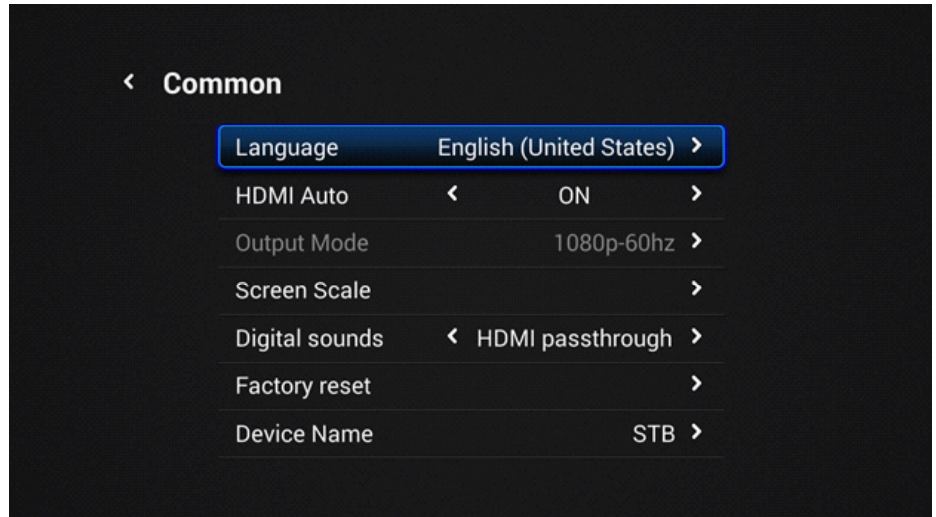 Common
Language English (United States)
HDMI Auto ON
Output Mode 1080p-60hz
Screen Scale
Digital sounds HDMI passthrough
Factory reset
Device Name STB